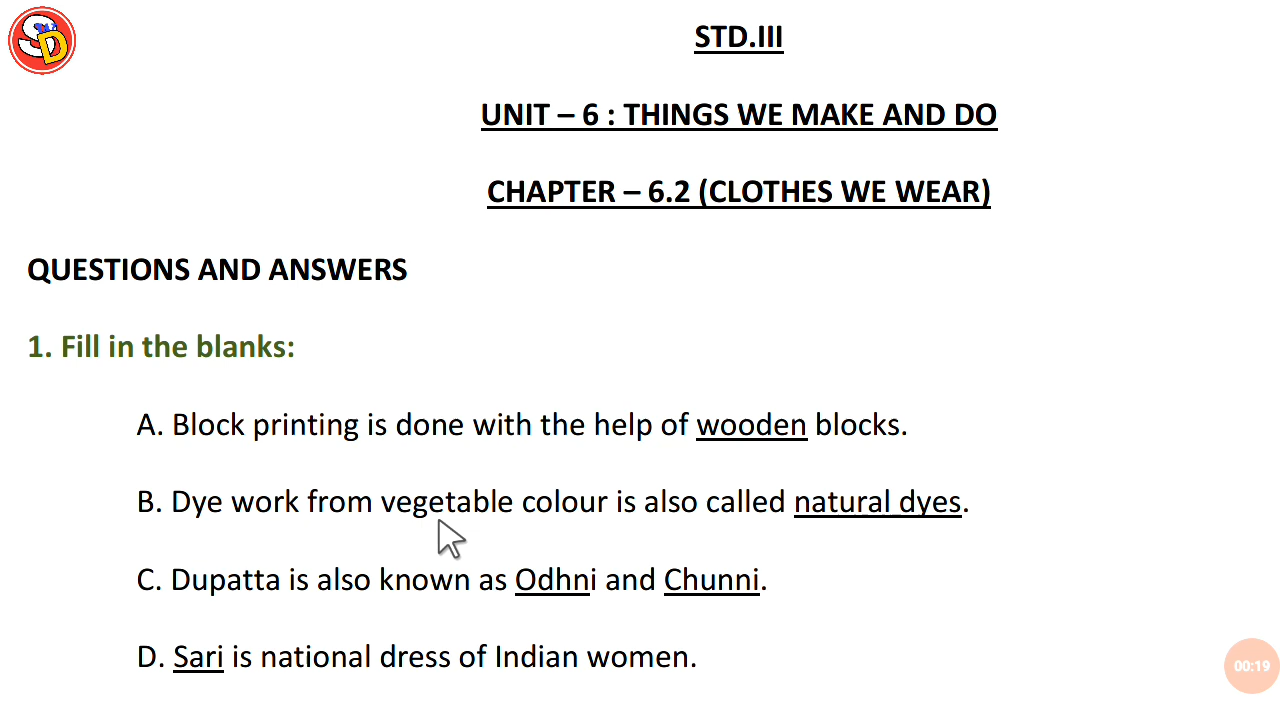 SD
STD.III
UNIT – 6 : THINGS WE MAKE AND DO
CHAPTER – 6.2 (CLOTHES WE WEAR)
QUESTIONS AND ANSWERS
1. Fill in the blanks:
A. Block printing is done with the help of wooden blocks.
B. Dye work from vegetable colour is also called natural dyes.
C. Dupatta is also known as Odhni and Chunni.
D. Sari is national dress of Indian women.
00:19